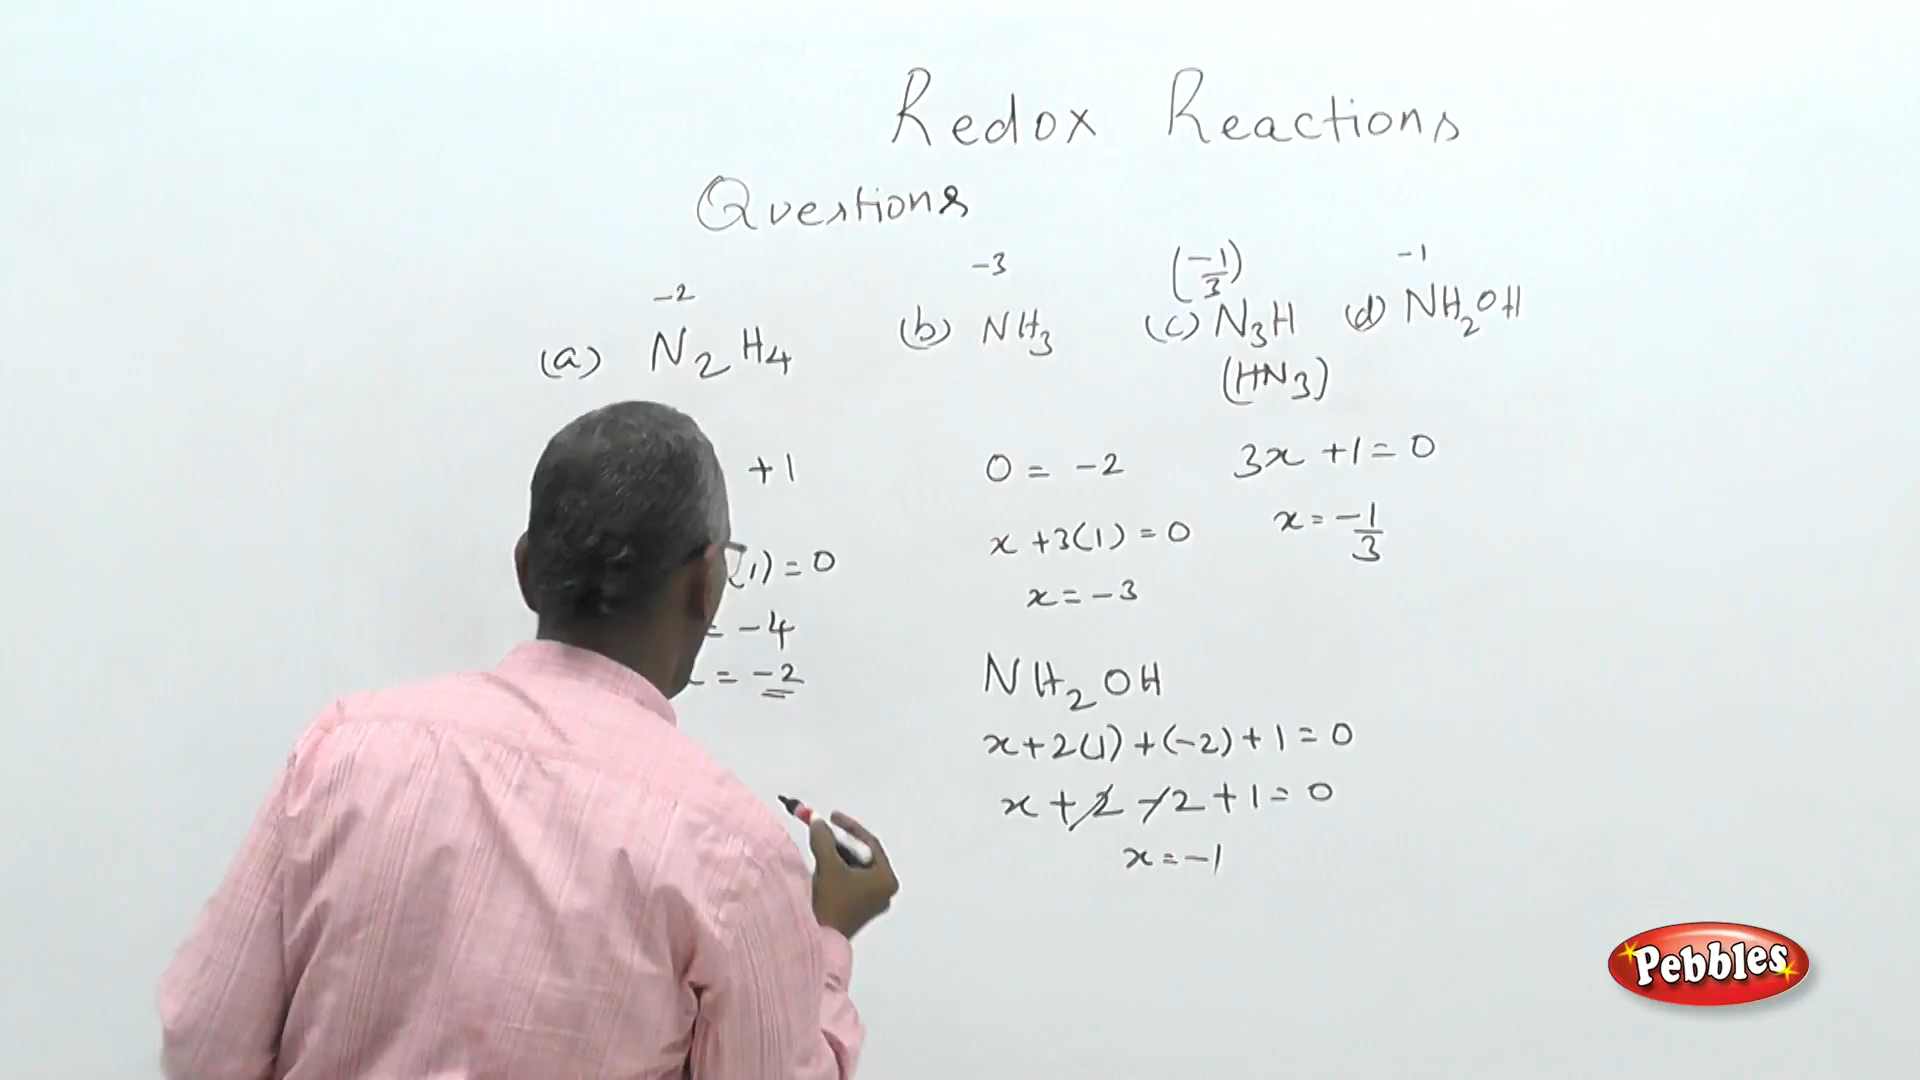 Redox Reactions
Questions
-2 -3 (-1/3) -1
(a) N2H4 (b) NH3 (c) N3H (d) NH2OH
(HN3)
+1 0 = -2 3x +1 = 0
(1) = 0 x +3(1) = 0 x = -1/3
= -4 x = -3
= -2
NH2OH
x+2(1)+(-2)+1=0
x+2-2+1=0
x=-1
Pebbles